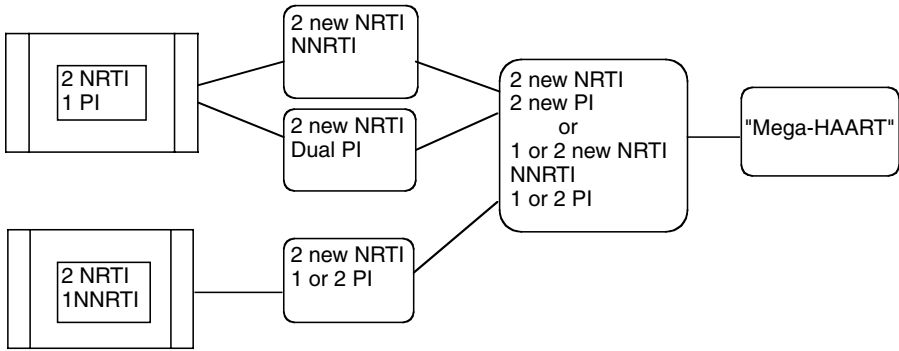 2 NRTI
1 PI
2 new NRTI
NNRTI
2 new NRTI
Dual PI
2 new NRTI
2 new PI
or
1 or 2 new NRTI
NNRTI
1 or 2 PI
"Mega-HAART"
2 NRTI
1NNRTI
2 new NRTI
1 or 2 PI